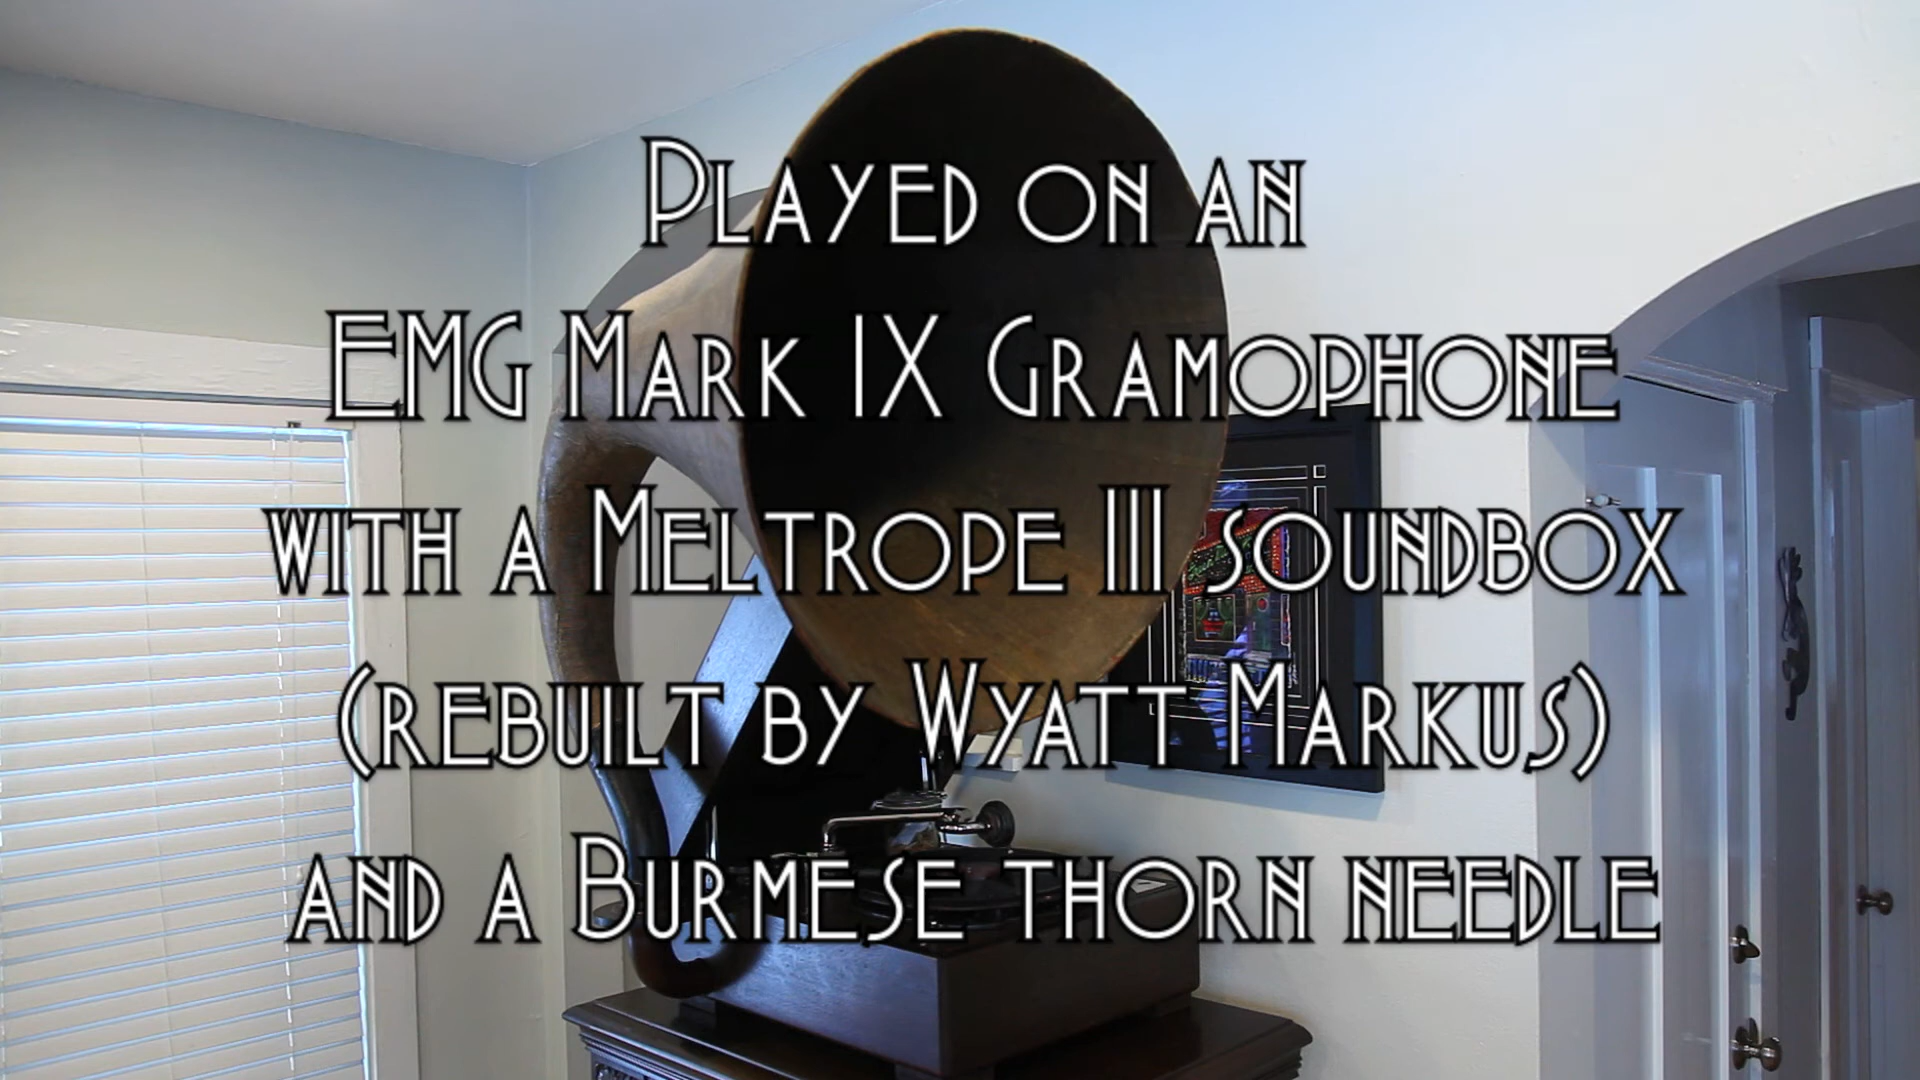 Played on an
EMG Mark IX Gramophone
with a Meltrope III soundbox
(rebuilt by Wyatt Markus)
and a Burmese thorn needle